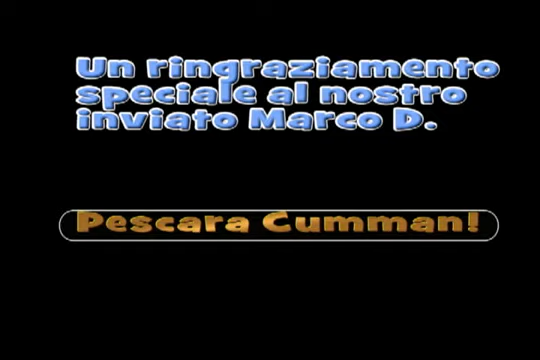 Un ringraziamento
speciale al nostro
inviato Marco D.
Pescara Cumman!